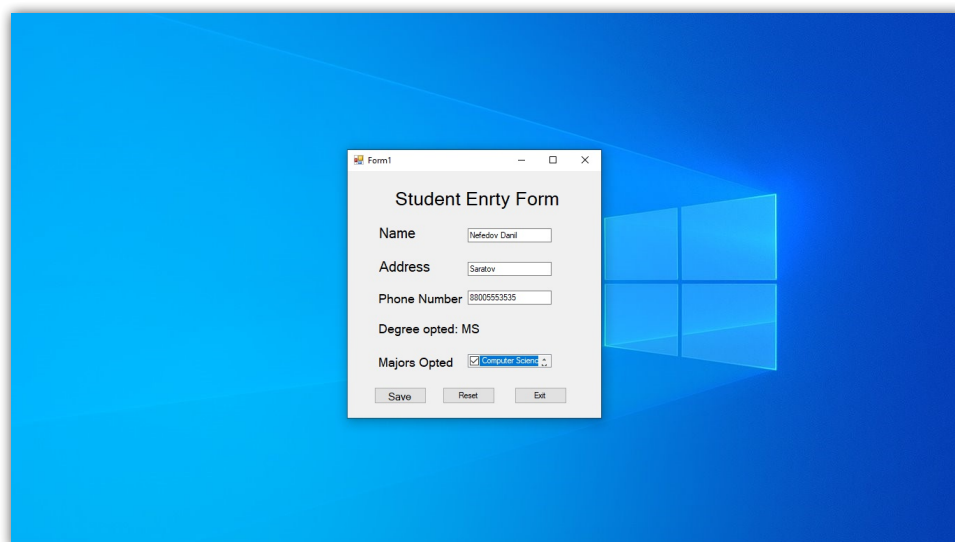 Form1
Student Enrty Form
Name Nefedov Danil
Address Saratov
Phone Number 88005553535
Degree opted: MS
Majors Opted Computer Scienc
Save Reset Exit